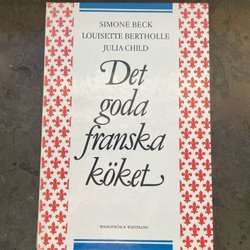 SIMONE BECK
LOUISETTE BERTHOLLE
JULIA CHILD
Det
goda
franska
köket
WAHLSTRÖM & WIDSTRAND